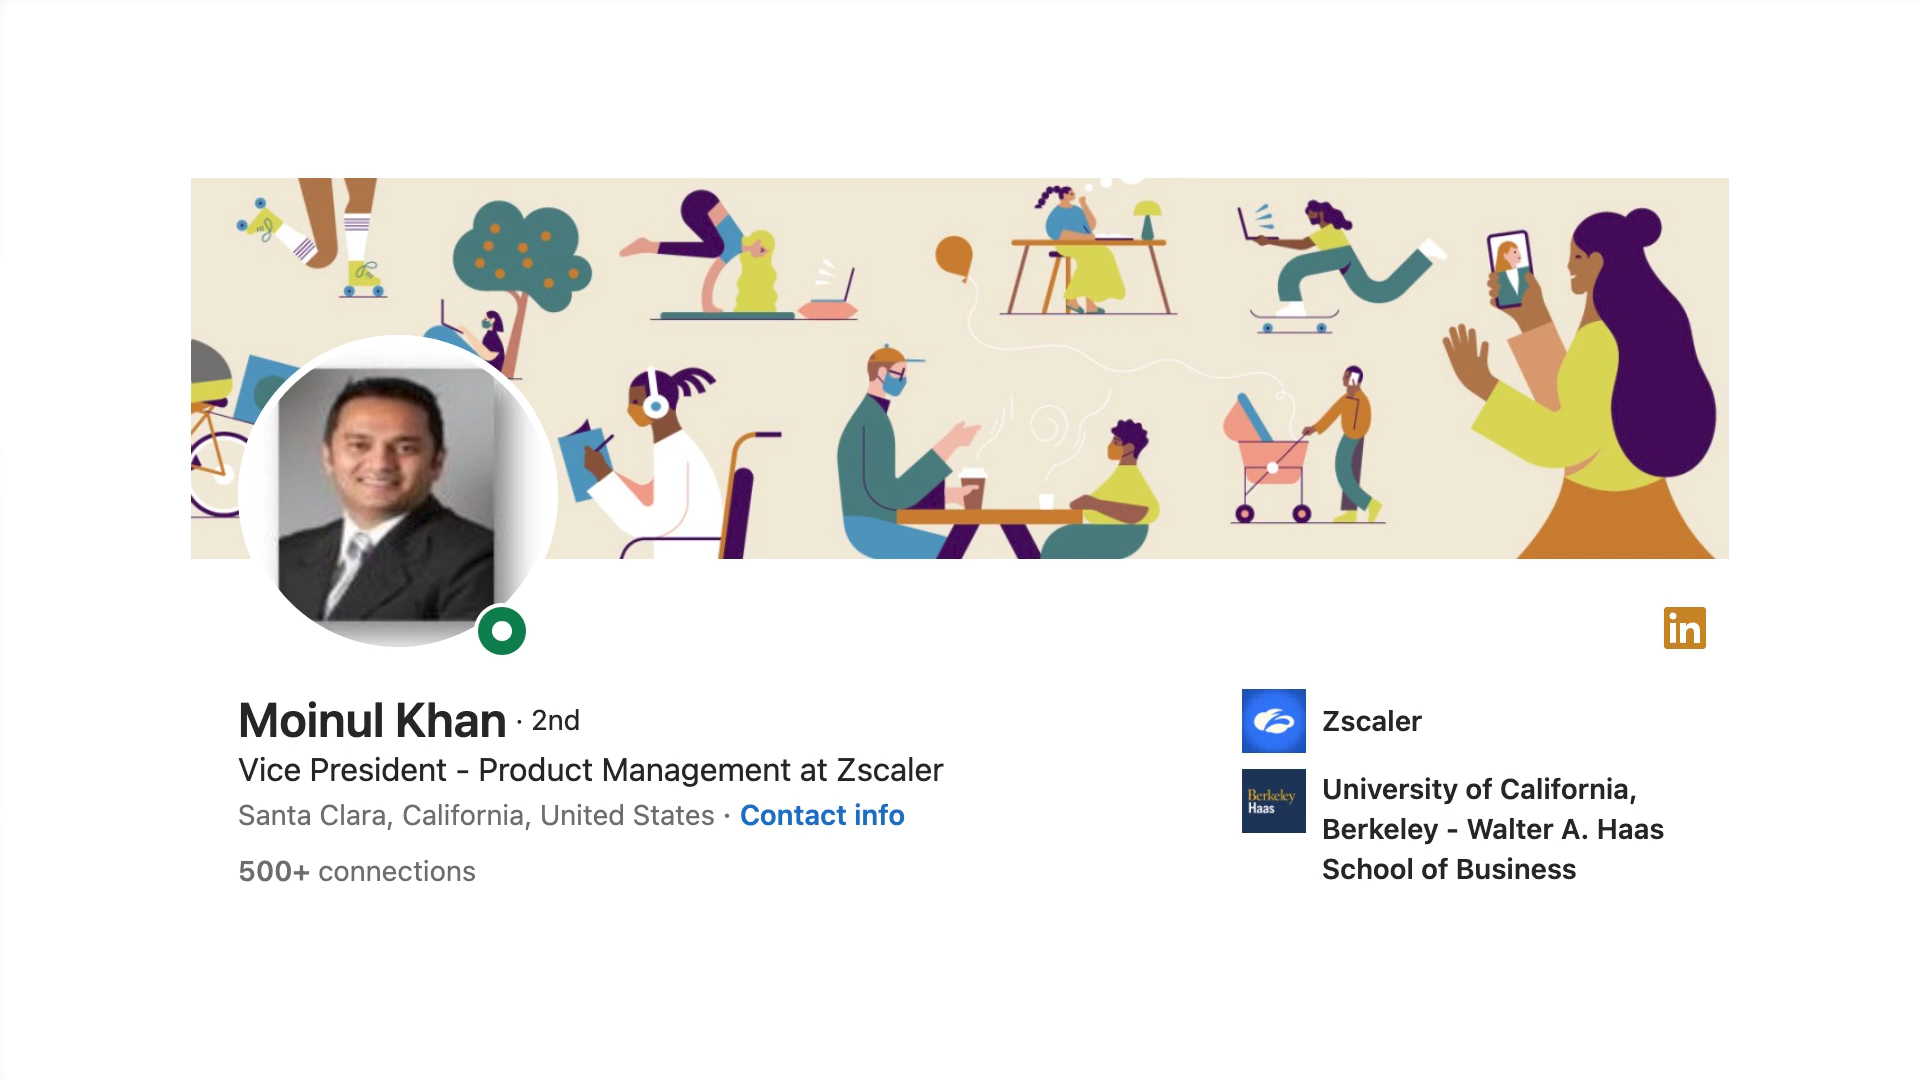 Moinul Khan · 2nd
Vice President - Product Management at Zscaler
Santa Clara, California, United States · Contact info
500+ connections
in
Zscaler
Berkeley
Haas
University of California,
Berkeley - Walter A. Haas
School of Business